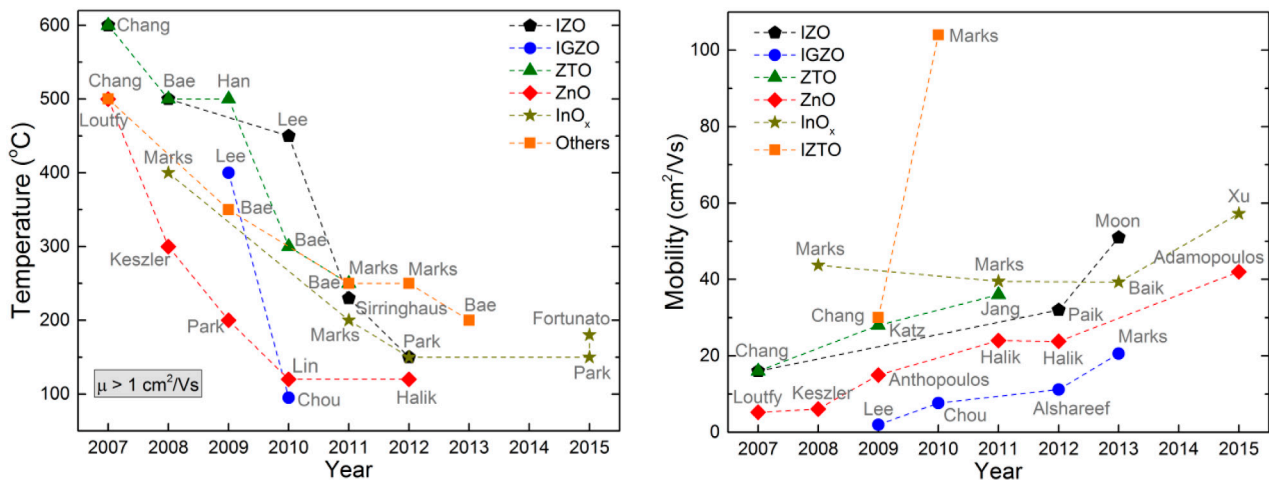 600
500
400
300
200
100
Temperature (°C)
Chang
Bae
Han
Chang
Loutfy
Lee
Marks
Lee
Bae
Keszler
Bae
Bae
Marks
Marks
Sirringhaus
Bae
Park
Marks
Park
Fortunato
Lin
Chou
Halik
Park
μ > 1 cm²/Vs
IZO
IGZO
ZTO
ZnO
InOₓ
Others
2007 2008 2009 2010 2011 2012 2013 2014 2015
Year
100
80
60
40
20
0
Mobility (cm²/Vs)
IZO
IGZO
ZTO
ZnO
InOₓ
IZTO
Marks
Xu
Moon
Marks
Marks
Adamopoulos
Baik
Chang
Katz
Jang
Paik
Chang
Marks
Loutfy
Keszler
Anthopoulos
Halik
Halik
Lee
Chou
Alshareef
2007 2008 2009 2010 2011 2012 2013 2014 2015
Year